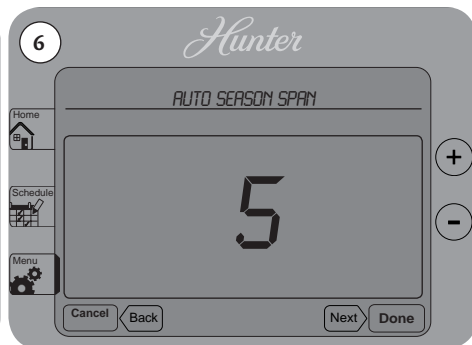 6
Hunter
AUTO SEASON SPAN
Home
+
5
Schedule
-
Menu
Cancel Back Next Done